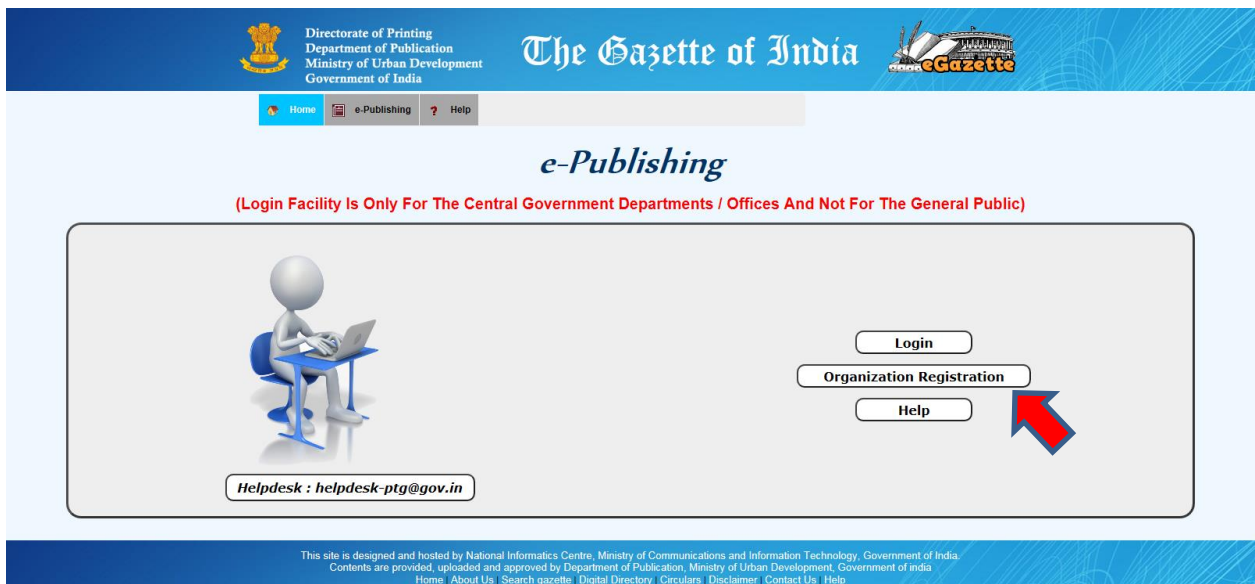 Directorate of Printing
Department of Publication
Ministry of Urban Development
Government of India
The Gazette of India
eGazette
Home e-Publishing ? Help
e-Publishing
(Login Facility Is Only For The Central Government Departments / Offices And Not For The General Public)
Login
Organization Registration
Help
Helpdesk : helpdesk-ptg@gov.in
This site is designed and hosted by National Informatics Centre, Ministry of Communications and Information Technology, Government of India.
Contents are provided, uploaded and approved by Department of Publication, Ministry of Urban Development, Government of india
Home | About Us | Search gazette | Digital Directory | Circulars | Disclaimer | Contact Us | Help